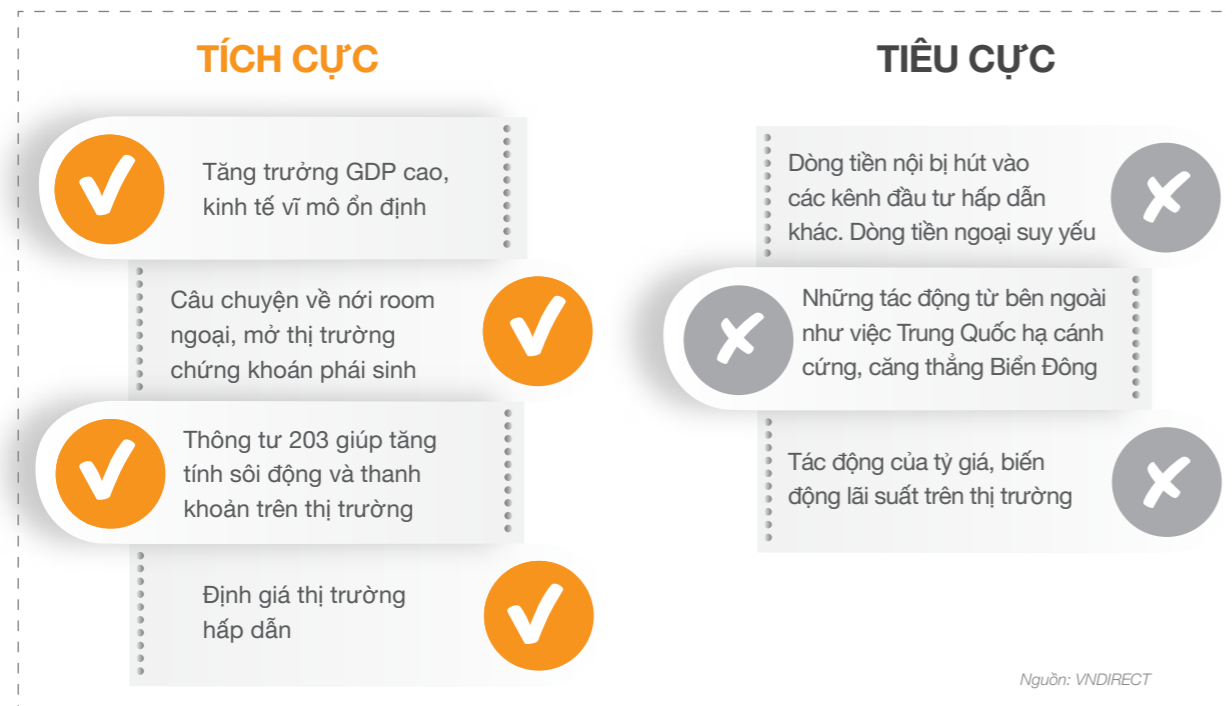 TÍCH CỰC
Tăng trưởng GDP cao,
kinh tế vĩ mô ổn định
Câu chuyện về nới room
ngoại, mở thị trường
chứng khoán phái sinh
Thông tư 203 giúp tăng
tính sôi động và thanh
khoản trên thị trường
Định giá thị trường
hấp dẫn
TIÊU CỰC
Dòng tiền nội bị hút vào
các kênh đầu tư hấp dẫn
khác. Dòng tiền ngoại suy yếu
Những tác động từ bên ngoài
như việc Trung Quốc hạ cánh
cứng, căng thẳng Biển Đông
Tác động của tỷ giá, biến
động lãi suất trên thị trường
Nguồn: VNDIRECT